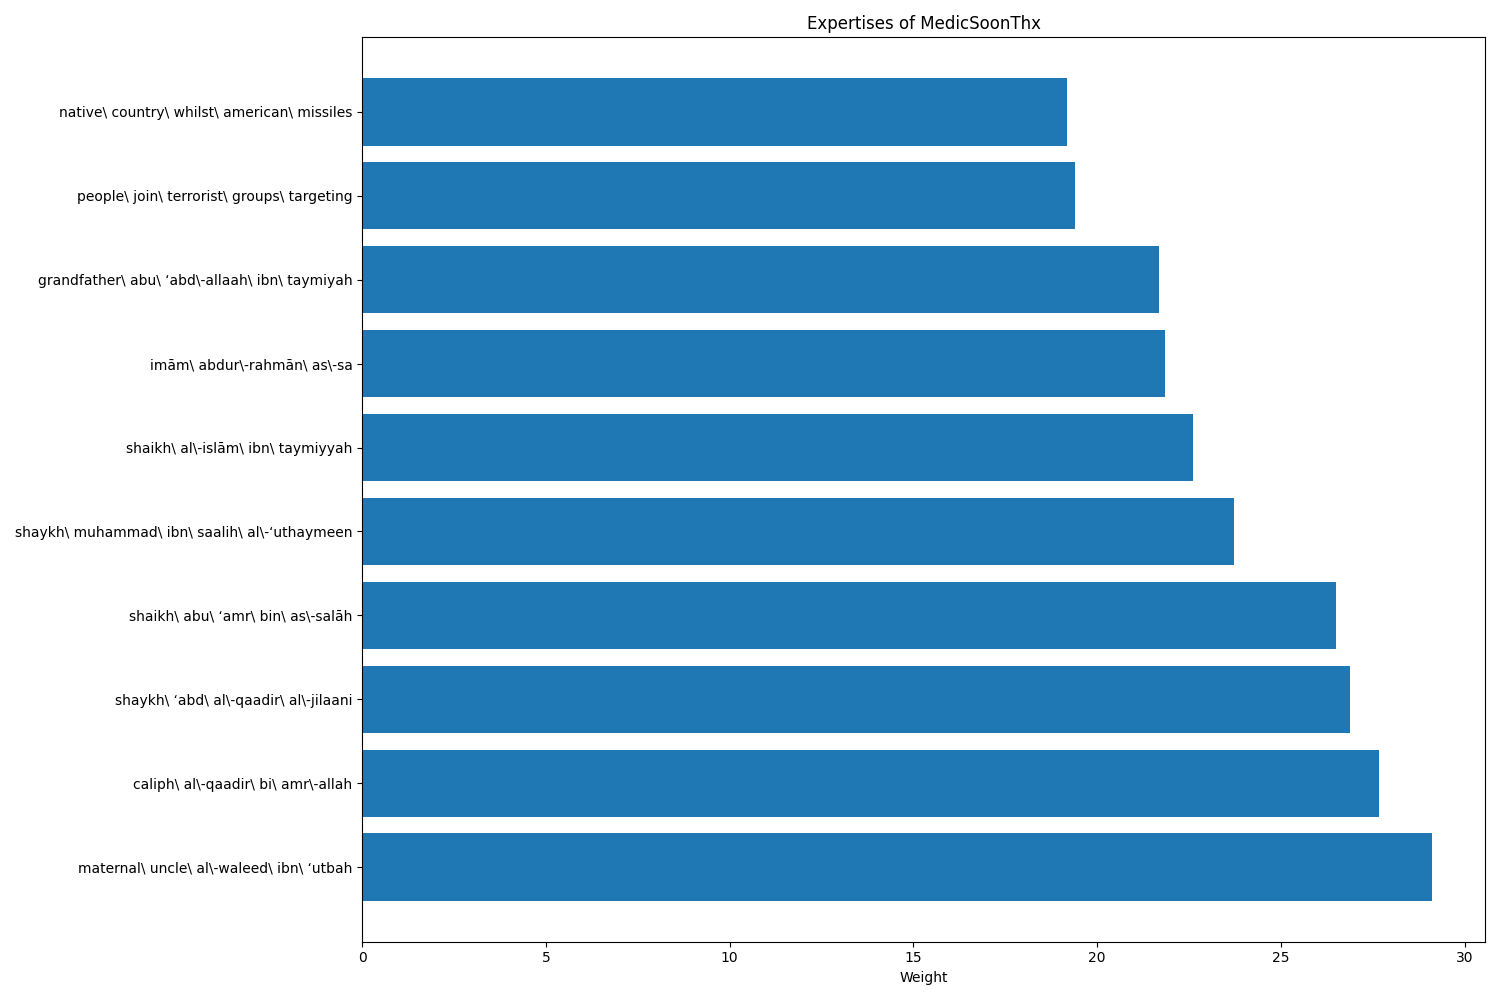 Expertises of MedicSoonThx
native\ country\ whilst\ american\ missiles
people\ join\ terrorist\ groups\ targeting
grandfather\ abu\ ‘abd\-allaah\ ibn\ taymiyah
imām\ abdur\-rahmān\ as\-sa
shaikh\ al\-islām\ ibn\ taymiyyah
shaykh\ muhammad\ ibn\ saalih\ al\-‘uthaymeen
shaikh\ abu\ ‘amr\ bin\ as\-salāh
shaykh\ ‘abd\ al\-qaadir\ al\-jilaani
caliph\ al\-qaadir\ bi\ amr\-allah
maternal\ uncle\ al\-waleed\ ibn\ ‘utbah
0 5 10 15 20 25 30
Weight